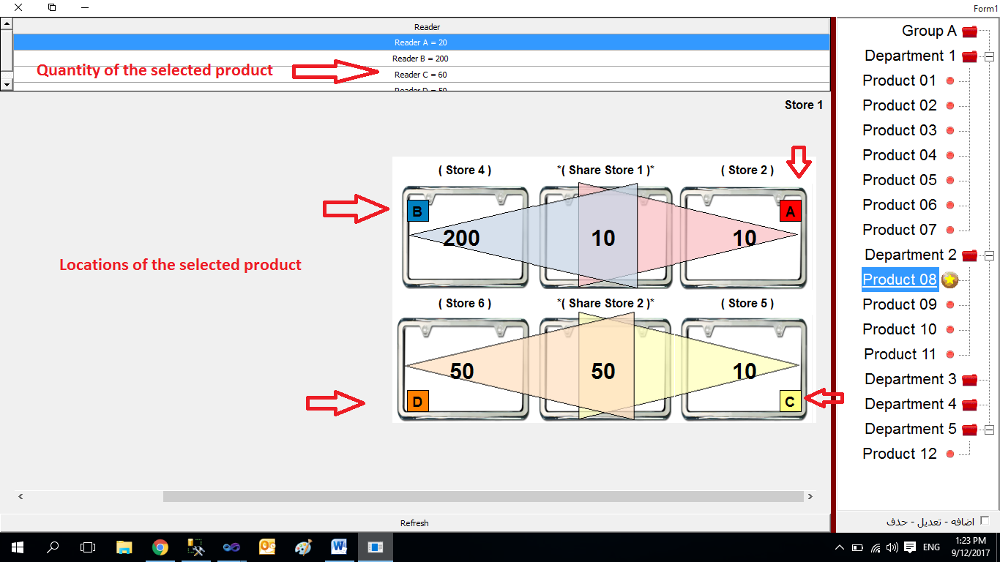 Form1
Reader
Reader A = 20
Reader B = 200
Reader C = 60
Reader D = 50
Quantity of the selected product
Store 1
( Store 4 )
*( Share Store 1 )*
( Store 2 )
B
A
200
10
10
Locations of the selected product
( Store 6 )
*( Share Store 2 )*
( Store 5 )
50
50
10
D
C
Refresh
Group A
Department 1
Product 01
Product 02
Product 03
Product 04
Product 05
Product 06
Product 07
Department 2
Product 08
Product 09
Product 10
Product 11
Department 3
Department 4
Department 5
Product 12
اضافه - تعديل - حذف
ENG
1:23 PM
9/12/2017